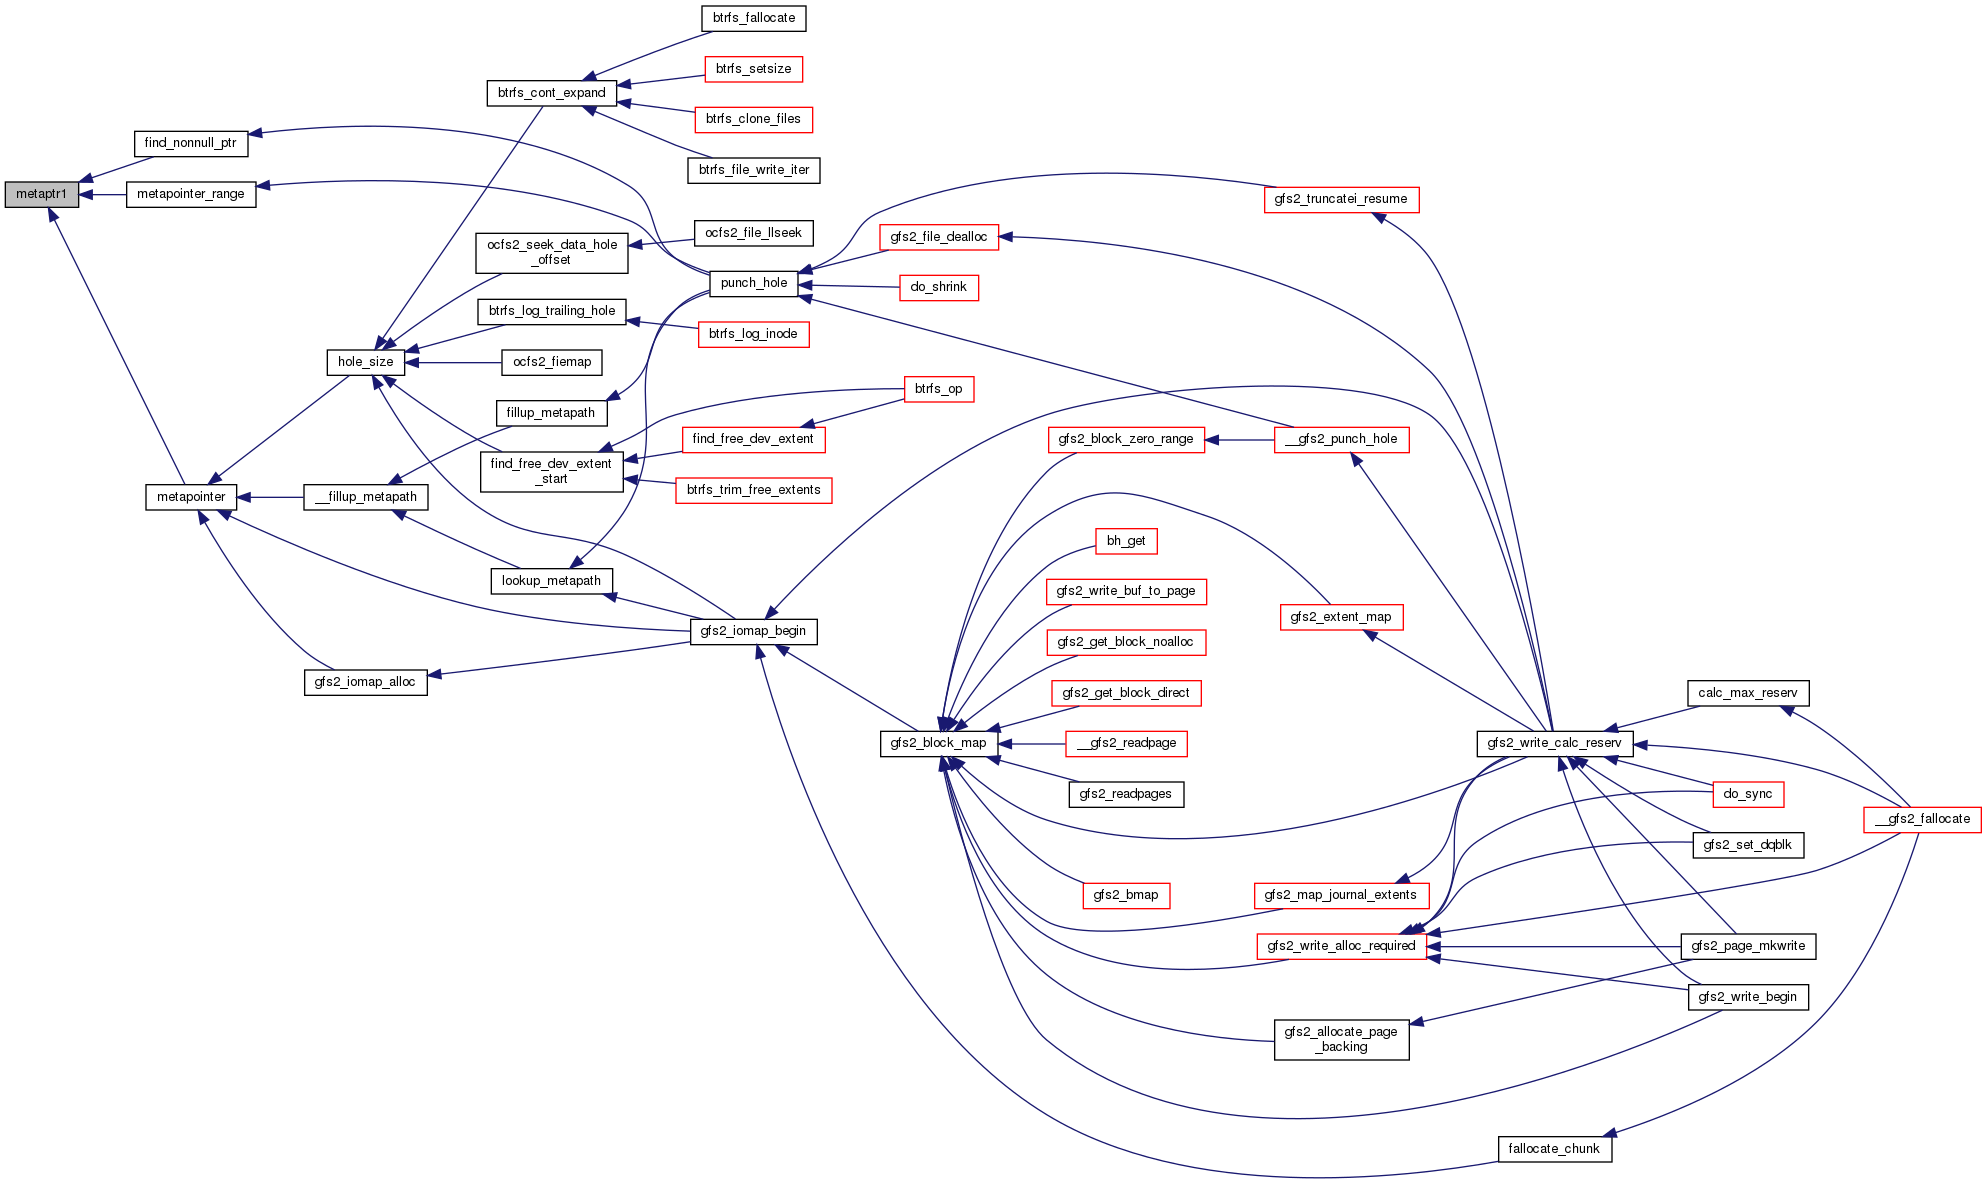 metaptr1
find_nonnull_ptr
metapointer_range
metapointer
hole_size
__fillup_metapath
gfs2_iomap_alloc
btrfs_cont_expand
ocfs2_seek_data_hole
_offset
btrfs_log_trailing_hole
ocfs2_fiemap
fillup_metapath
find_free_dev_extent
_start
lookup_metapath
btrfs_fallocate
btrfs_setsize
btrfs_clone_files
btrfs_file_write_iter
ocfs2_file_llseek
punch_hole
btrfs_log_inode
find_free_dev_extent
btrfs_trim_free_extents
gfs2_iomap_begin
gfs2_file_dealloc
do_shrink
btrfs_op
gfs2_block_map
gfs2_block_zero_range
bh_get
gfs2_write_buf_to_page
gfs2_get_block_noalloc
gfs2_get_block_direct
__gfs2_readpage
gfs2_readpages
gfs2_bmap
gfs2_truncatei_resume
__gfs2_punch_hole
gfs2_extent_map
gfs2_map_journal_extents
gfs2_write_alloc_required
gfs2_allocate_page
_backing
gfs2_write_calc_reserv
fallocate_chunk
calc_max_reserv
do_sync
gfs2_set_dqblk
gfs2_page_mkwrite
gfs2_write_begin
__gfs2_fallocate